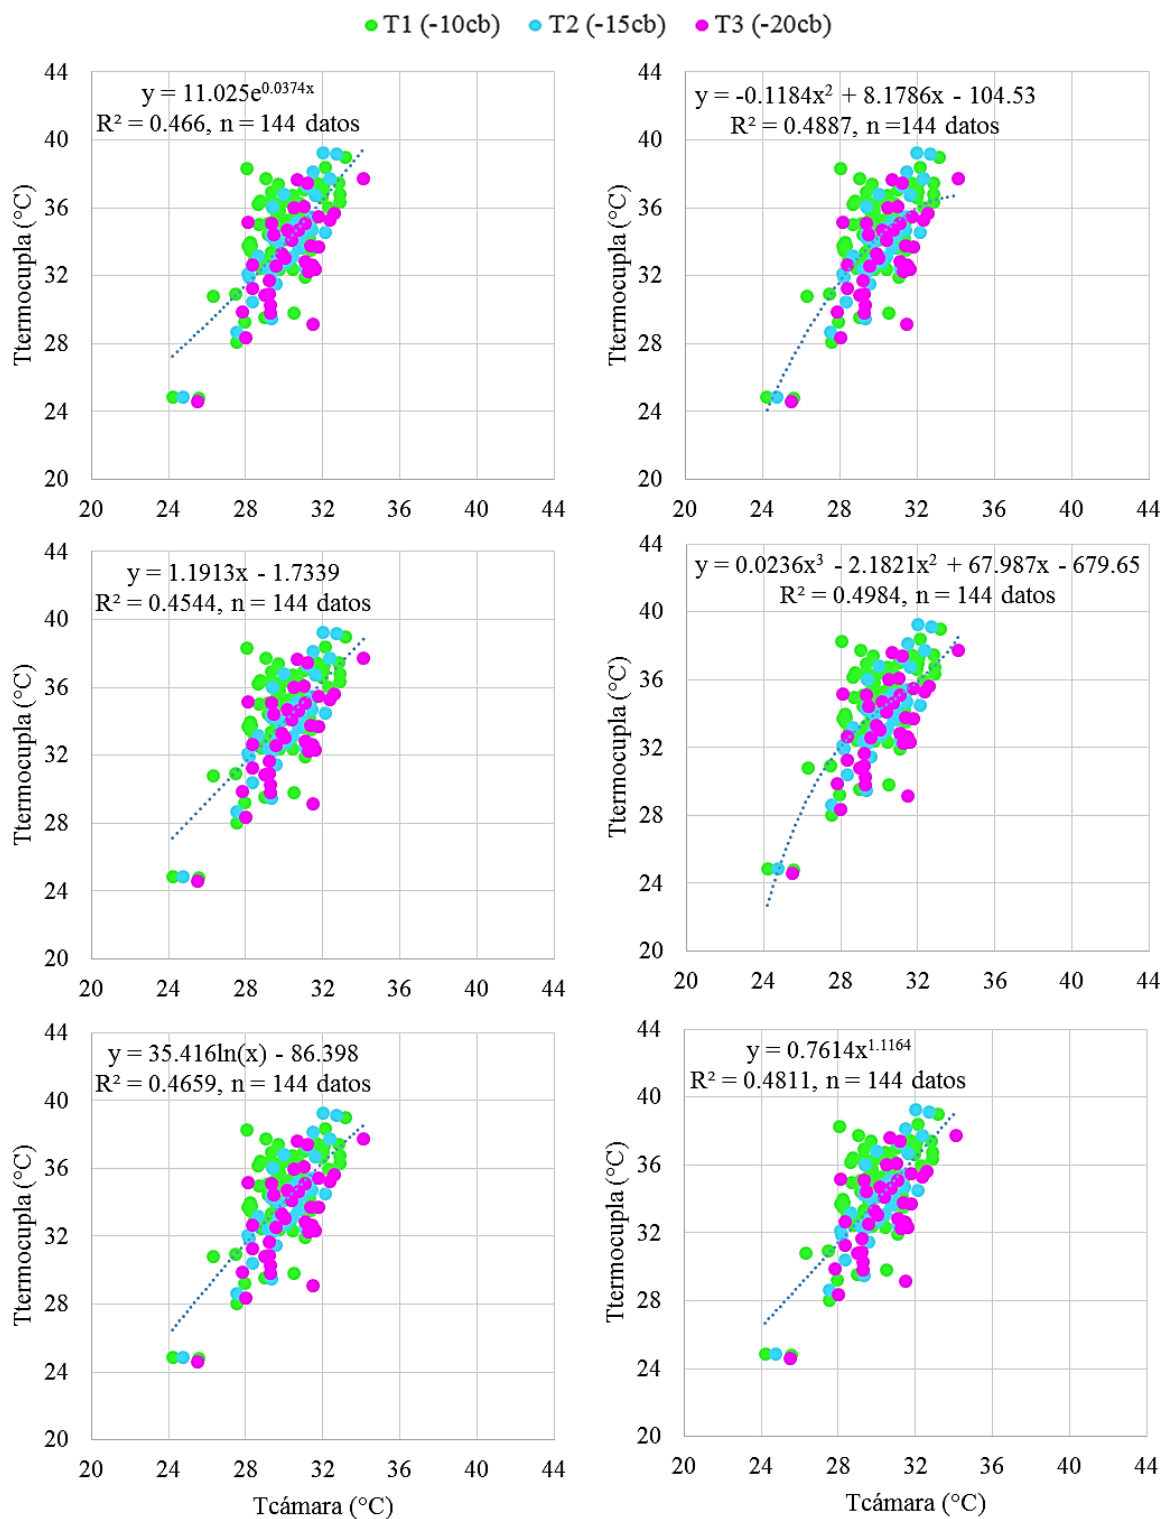 T1 (-10cb) T2 (-15cb) T3 (-20cb)
y = 11.025e^0.0374x
R² = 0.466, n = 144 datos
Ttermocupla (°C)
44
40
36
32
28
24
20
20 24 28 32 36 40 44
y = -0.1184x² + 8.1786x - 104.53
R² = 0.4887, n =144 datos
Ttermocupla (°C)
44
40
36
32
28
24
20
20 24 28 32 36 40 44
y = 1.1913x - 1.7339
R² = 0.4544, n = 144 datos
Ttermocupla (°C)
44
40
36
32
28
24
20
20 24 28 32 36 40 44
y = 0.0236x³ - 2.1821x² + 67.987x - 679.65
R² = 0.4984, n = 144 datos
Ttermocupla (°C)
44
40
36
32
28
24
20
20 24 28 32 36 40 44
y = 35.416ln(x) - 86.398
R² = 0.4659, n = 144 datos
Ttermocupla (°C)
44
40
36
32
28
24
20
20 24 28 32 36 40 44
Tcámara (°C)
y = 0.7614x^1.1164
R² = 0.4811, n = 144 datos
Ttermocupla (°C)
44
40
36
32
28
24
20
20 24 28 32 36 40 44
Tcámara (°C)